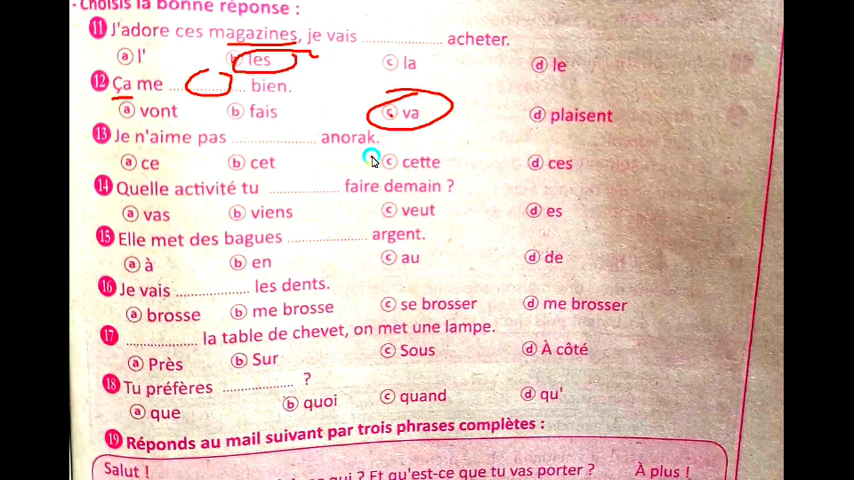 - Choisis la bonne réponse :
11 J'adore ces magazines, je vais .................... acheter.
a l' b les c la d le
12 Ça me .................... bien.
a vont b fais c va d plaisent
13 Je n'aime pas .................... anorak.
a ce b cet c cette d ces
14 Quelle activité tu .................... faire demain ?
a vas b viens c veut d es
15 Elle met des bagues .................... argent.
a à b en c au d de
16 Je vais .................... les dents.
a brosse b me brosse c se brosser d me brosser
17 .................... la table de chevet, on met une lampe.
a Près b Sur c Sous d À côté
18 Tu préfères .................... ?
a que b quoi c quand d qu'
19 Réponds au mail suivant par trois phrases complètes :
Salut !
qui ? Et qu'est-ce que tu vas porter ? À plus !